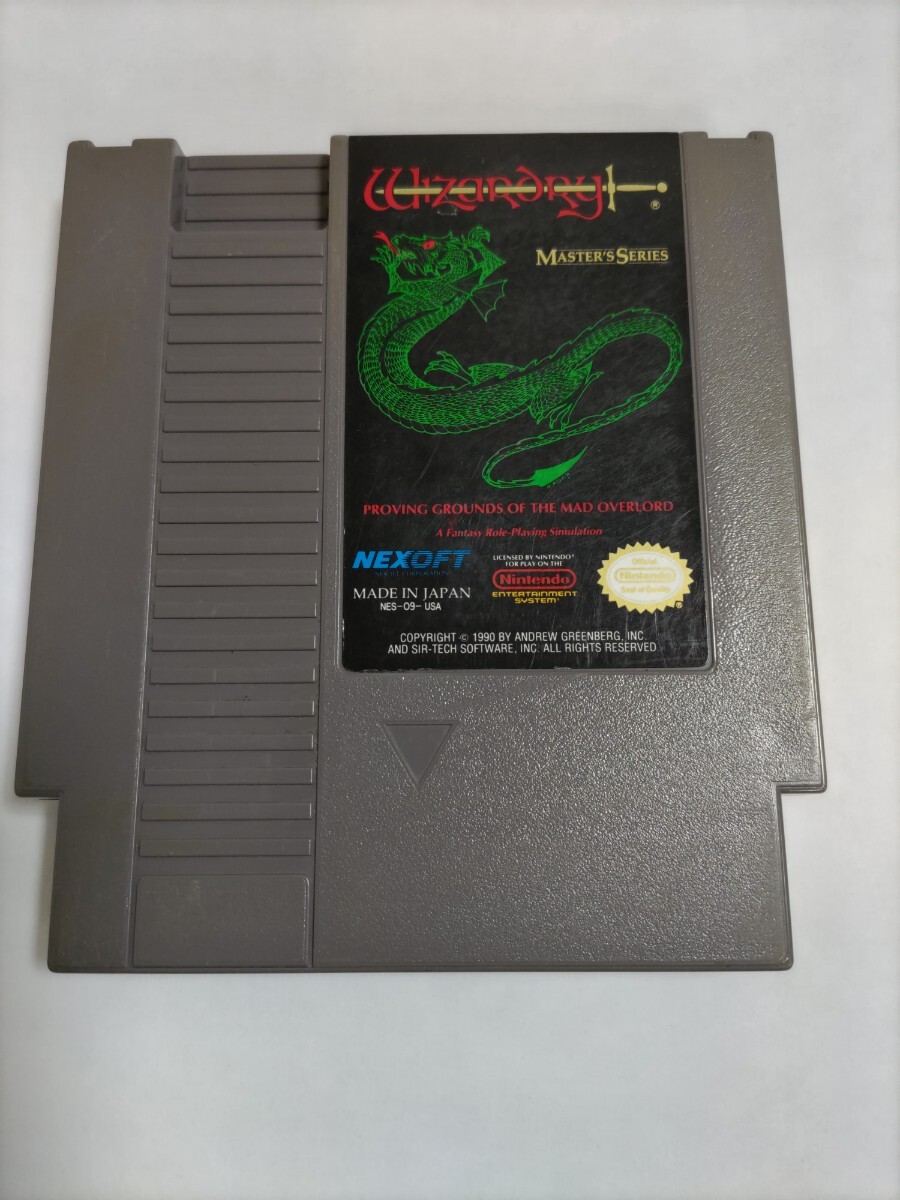 Wizardry
®
MASTER'S SERIES
PROVING GROUNDS OF THE MAD OVERLORD
A Fantasy Role-Playing Simulation
NEXOFT
NEXOFT CORPORATION
MADE IN JAPAN
NES-09-USA
LICENSED BY NINTENDO®
FOR PLAY ON THE
Nintendo
ENTERTAINMENT
SYSTEM®
Official
Nintendo
Seal of Quality
®
COPYRIGHT © 1990 BY ANDREW GREENBERG, INC.
AND SIR-TECH SOFTWARE, INC. ALL RIGHTS RESERVED